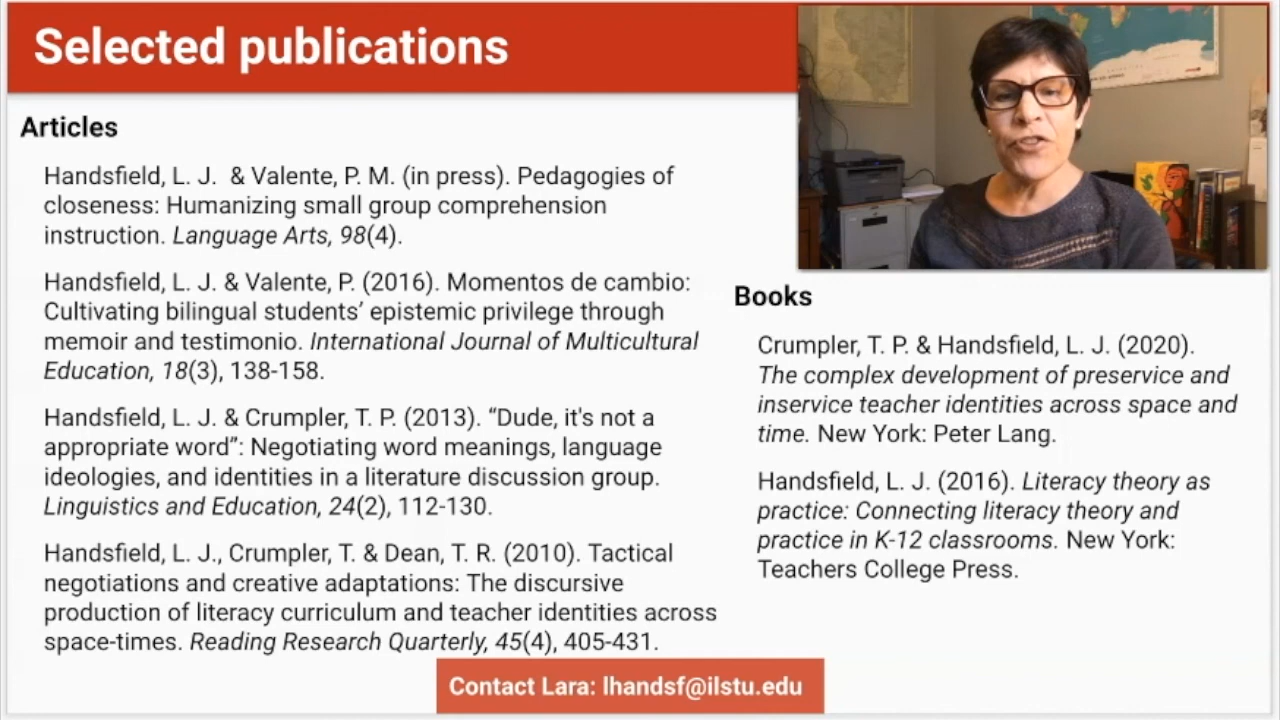 Selected publications
Articles
Handsfield, L. J. & Valente, P. M. (in press). Pedagogies of
closeness: Humanizing small group comprehension
instruction. Language Arts, 98(4).
Handsfield, L. J. & Valente, P. (2016). Momentos de cambio:
Cultivating bilingual students’ epistemic privilege through
memoir and testimonio. International Journal of Multicultural
Education, 18(3), 138-158.
Handsfield, L. J. & Crumpler, T. P. (2013). “Dude, it's not a
appropriate word”: Negotiating word meanings, language
ideologies, and identities in a literature discussion group.
Linguistics and Education, 24(2), 112-130.
Handsfield, L. J., Crumpler, T. & Dean, T. R. (2010). Tactical
negotiations and creative adaptations: The discursive
production of literacy curriculum and teacher identities across
space-times. Reading Research Quarterly, 45(4), 405-431.
Books
Crumpler, T. P. & Handsfield, L. J. (2020).
The complex development of preservice and
inservice teacher identities across space and
time. New York: Peter Lang.
Handsfield, L. J. (2016). Literacy theory as
practice: Connecting literacy theory and
practice in K-12 classrooms. New York:
Teachers College Press.
Contact Lara: lhandsf@ilstu.edu